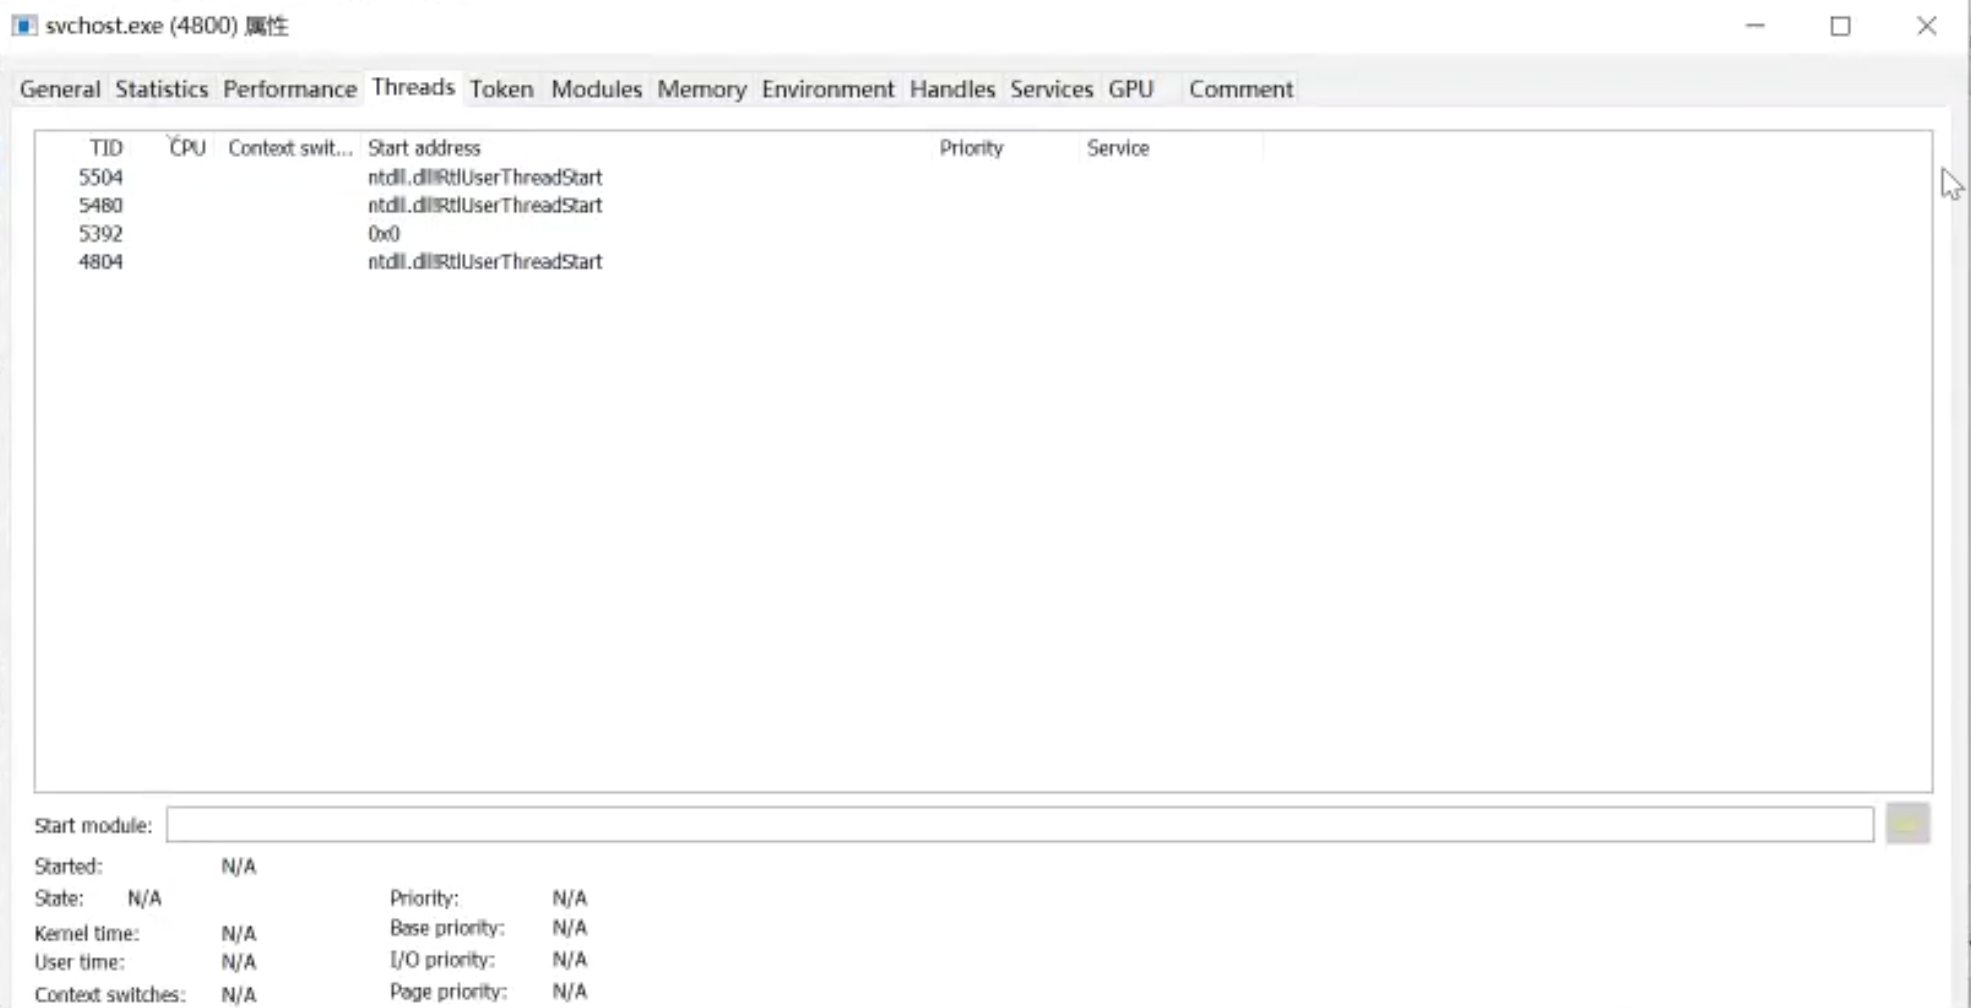 svchost.exe (4800) 属性
General Statistics Performance Threads Token Modules Memory Environment Handles Services GPU Comment
TID CPU Context swit... Start address Priority Service
5504 ntdll.dll!RtlUserThreadStart
5480 ntdll.dll!RtlUserThreadStart
5392 0x0
4804 ntdll.dll!RtlUserThreadStart
Start module:
Started: N/A
State: N/A Priority: N/A
Kernel time: N/A Base priority: N/A
User time: N/A I/O priority: N/A
Context switches: N/A Page priority: N/A